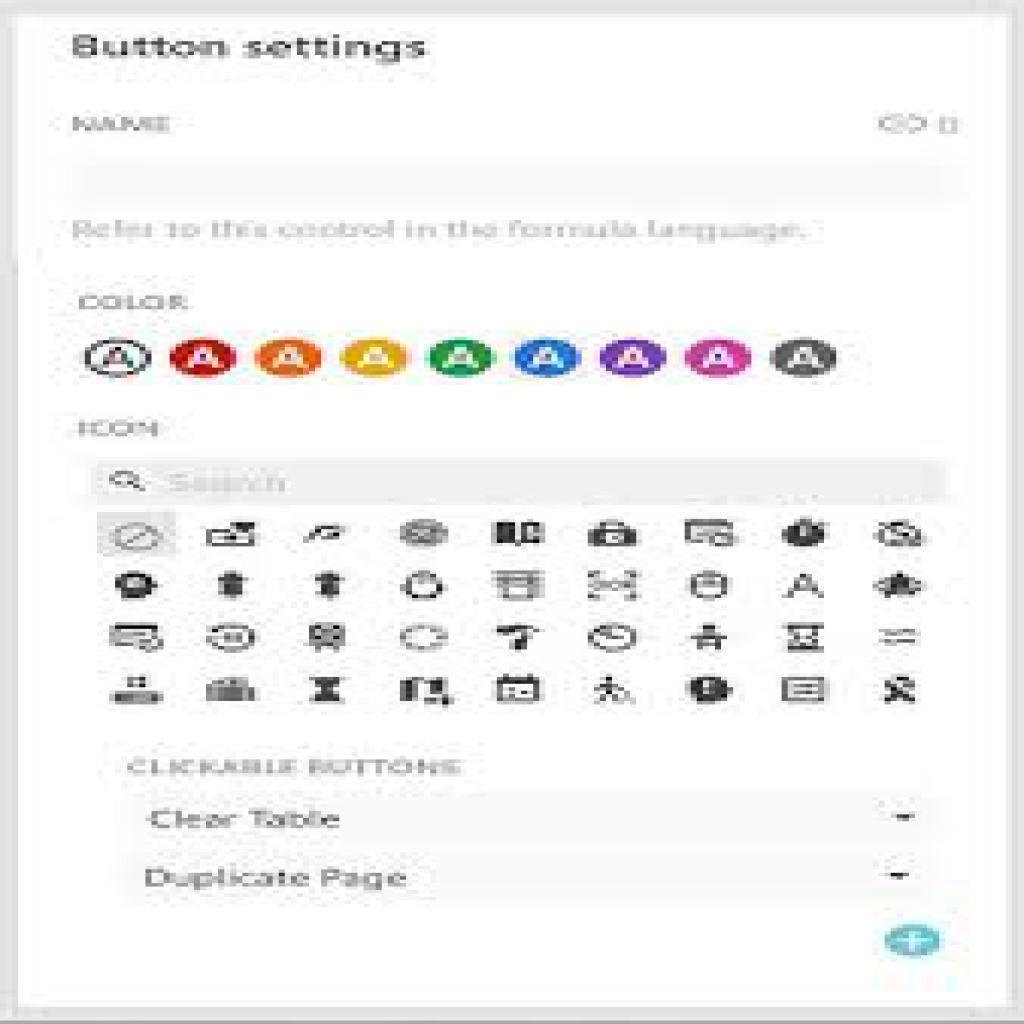 Button settings
NAME 0
Refer to this control in the formula language.
COLOR
A A A A A A A A A
ICON
Search
CLICKABLE BUTTONS
Clear Table
Duplicate Page